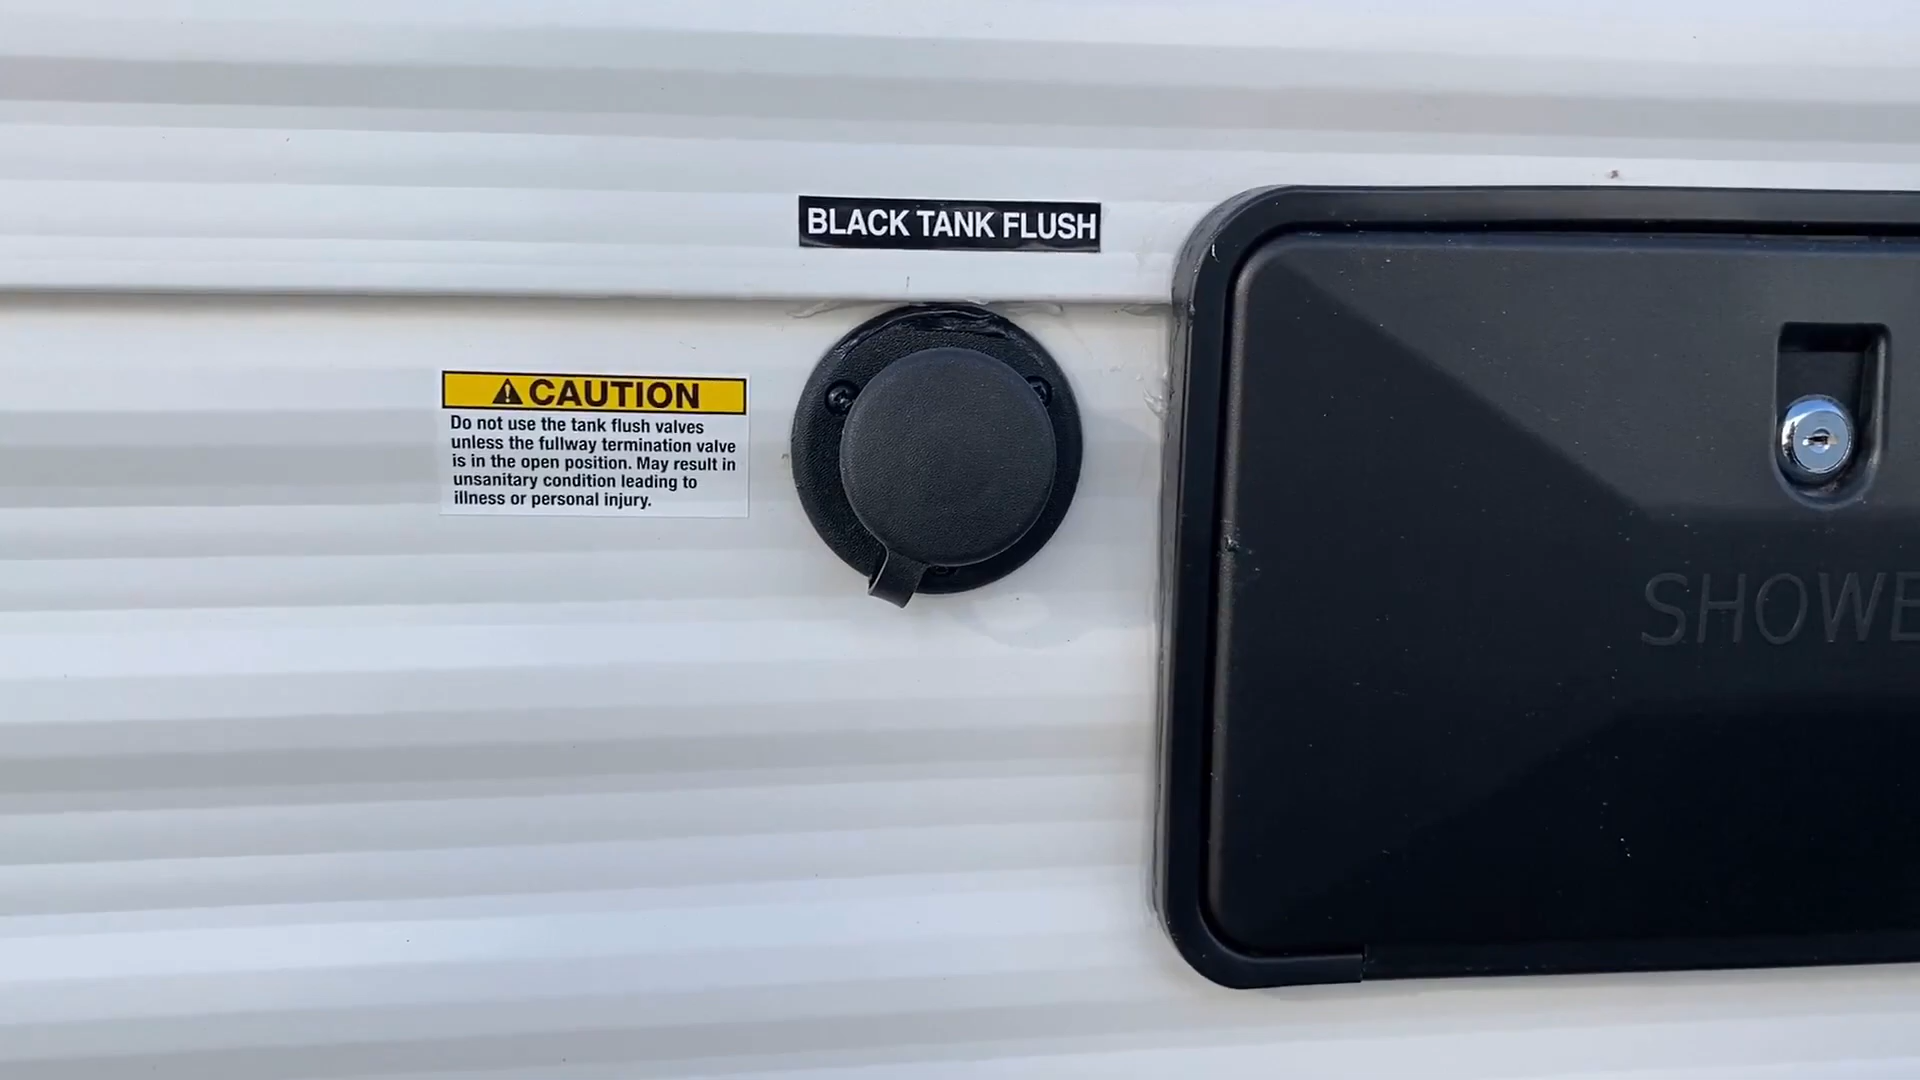 BLACK TANK FLUSH
CAUTION
Do not use the tank flush valves
unless the fullway termination valve
is in the open position. May result in
unsanitary condition leading to
illness or personal injury.
SHOWE